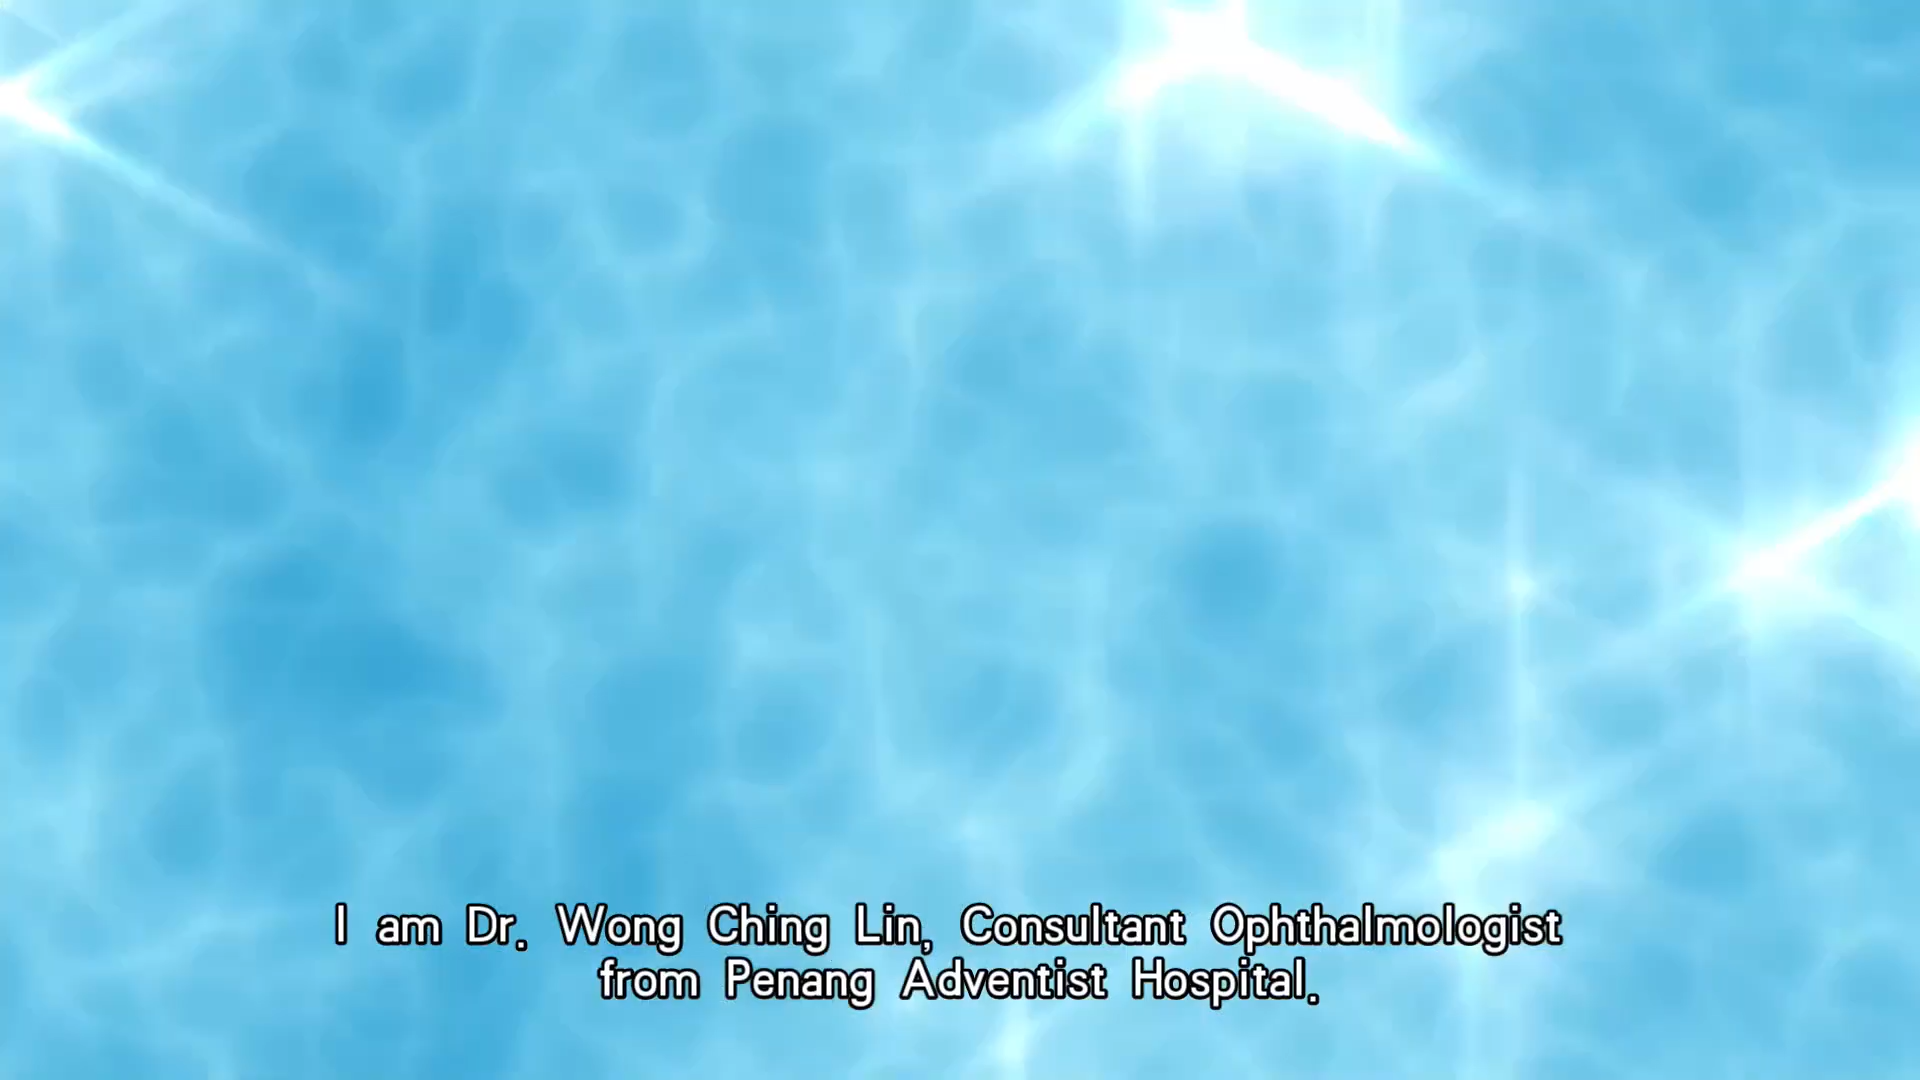 I am Dr. Wong Ching Lin, Consultant Ophthalmologist
from Penang Adventist Hospital.